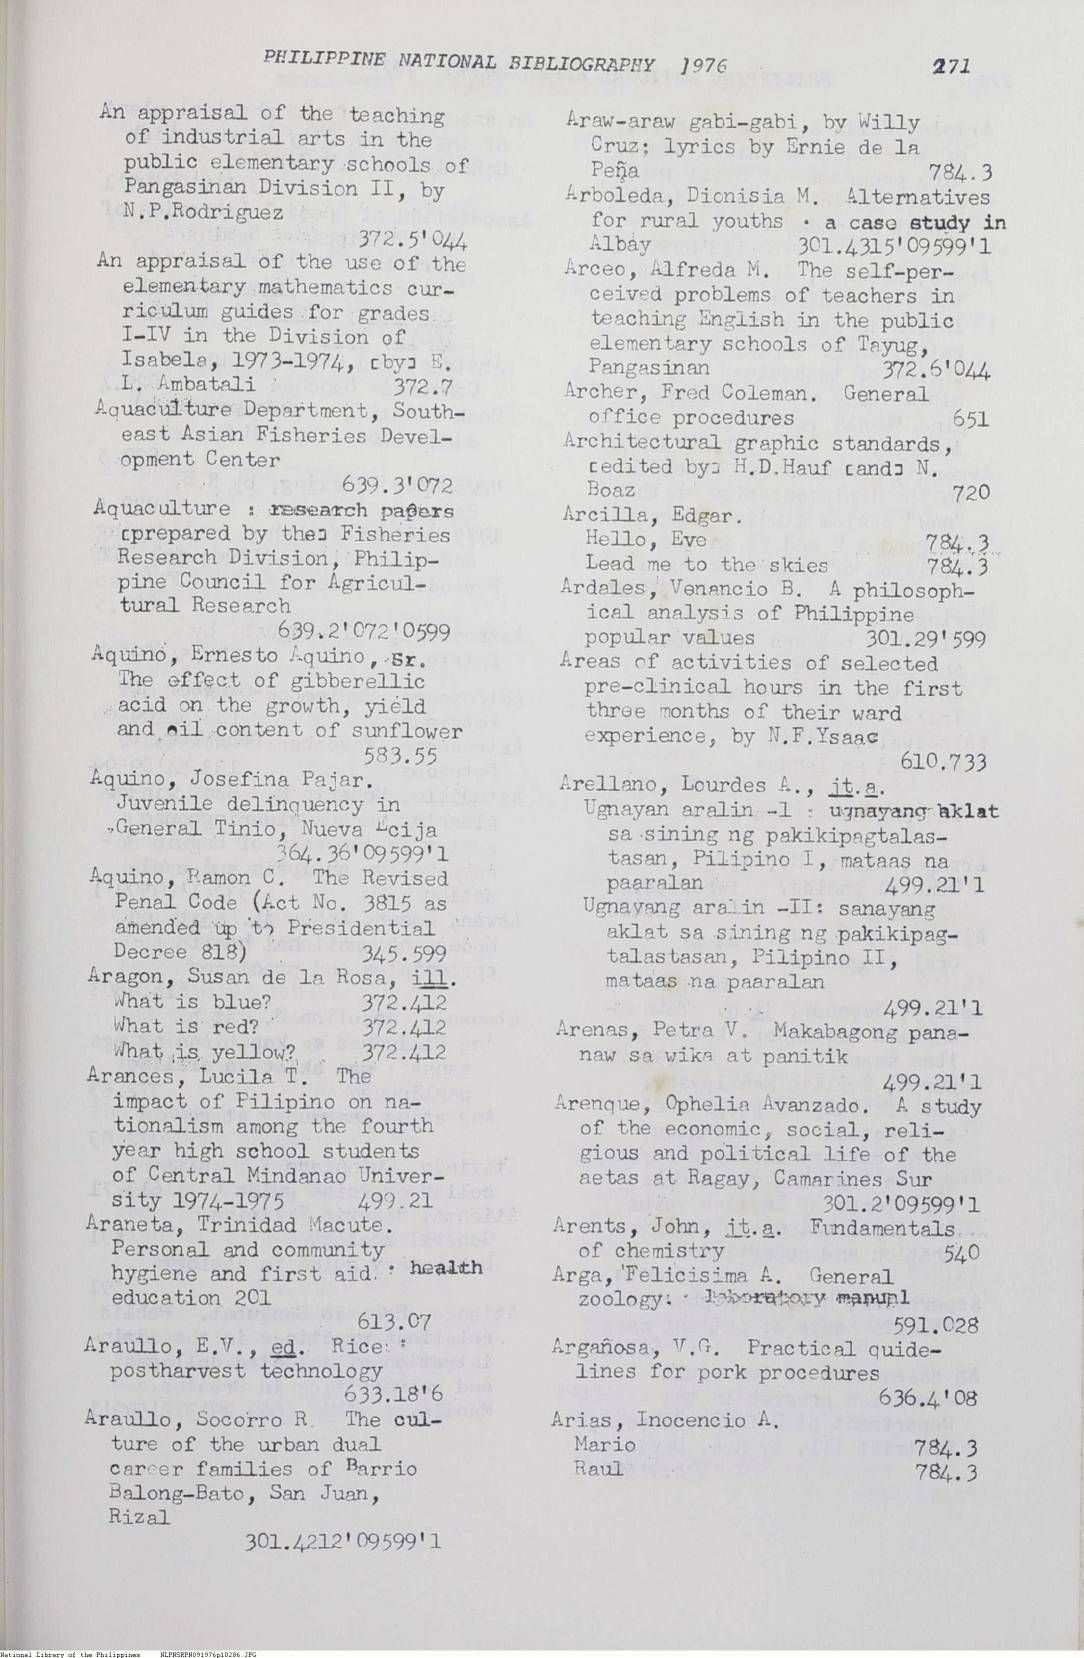 PHILIPPINE NATIONAL BIBLIOGRAPHY 1976 271
An appraisal of the teaching
of industrial arts in the
public elementary schools of
Pangasinan Division II, by
N.P.Rodriguez
372.5'044
An appraisal of the use of the
elementary mathematics cur-
riculum guides for grades
I-IV in the Division of
Isabela, 1973-1974, [by] E.
L. Ambatali 372.7
Aquaculture Department, South-
east Asian Fisheries Devel-
opment Center
639.3'072
Aquaculture : research papers
[prepared by the] Fisheries
Research Division, Philip-
pine Council for Agricul-
tural Research
639.2'072'0599
Aquino, Ernesto Aquino, Sr.
The effect of gibberellic
acid on the growth, yield
and oil content of sunflower
583.55
Aquino, Josefina Pajar.
Juvenile delinquency in
General Tinio, Nueva Ecija
364.36'09599'1
Aquino, Ramon C. The Revised
Penal Code (Act No. 3815 as
amended up to Presidential
Decree 818) 345.599
Aragon, Susan de la Rosa, ill.
What is blue? 372.412
What is red? 372.412
What is yellow? 372.412
Arances, Lucila T. The
impact of Pilipino on na-
tionalism among the fourth
year high school students
of Central Mindanao Univer-
sity 1974-1975 499.21
Araneta, Trinidad Macute.
Personal and community
hygiene and first aid : health
education 201
613.07
Araullo, E.V., ed. Rice :
postharvest technology
633.18'6
Araullo, Socorro R. The cul-
ture of the urban dual
career families of Barrio
Balong-Bato, San Juan,
Rizal
301.4212'09599'1
Araw-araw gabi-gabi, by Willy
Cruz; lyrics by Ernie de la
Peña 784.3
Arboleda, Dionisia M. Alternatives
for rural youths : a case study in
Albay 301.4315'09599'1
Arceo, Alfreda M. The self-per-
ceived problems of teachers in
teaching English in the public
elementary schools of Tayug,
Pangasinan 372.6'044
Archer, Fred Coleman. General
office procedures 651
Architectural graphic standards,
[edited by] H.D.Hauf [and] N.
Boaz 720
Arcilla, Edgar.
Hello, Eve 784.3
Lead me to the skies 784.3
Ardales, Venancio B. A philosoph-
ical analysis of Philippine
popular values 301.29'599
Areas of activities of selected
pre-clinical hours in the first
three months of their ward
experience, by N.F.Ysaac
610.733
Arellano, Lourdes A., it.a.
Ugnayan aralin -1 : ugnayang aklat
sa sining ng pakikipagtalas-
tasan, Pilipino I, mataas na
paaralan 499.21'1
Ugnayang aralin -II: sanayang
aklat sa sining ng pakikipag-
talastasan, Pilipino II,
mataas na paaralan
499.21'1
Arenas, Petra V. Makabagong pana-
naw sa wika at panitik
499.21'1
Arenque, Ophelia Avanzado. A study
of the economic, social, reli-
gious and political life of the
aetas at Ragay, Camarines Sur
301.2'09599'1
Arents, John, it.a. Fundamentals
of chemistry 540
Arga, Felicisima A. General
zoology: laboratory manual
591.028
Argañosa, V.G. Practical quide-
lines for pork procedures
636.4'08
Arias, Inocencio A.
Mario 784.3
Raul 784.3
National Library of the Philippines NLPNSRPN091976p10286.JPG